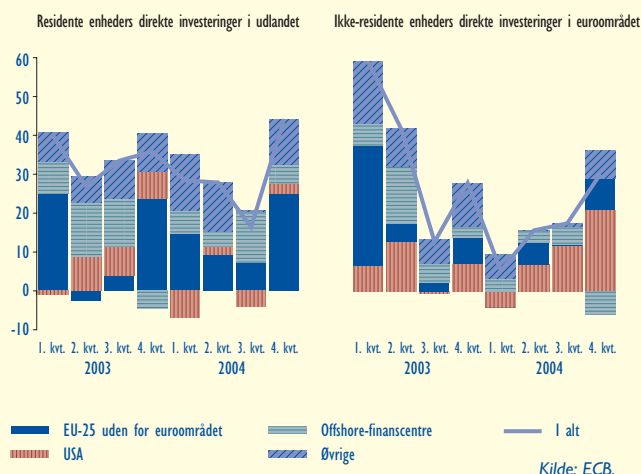 Residente enheders direkte investeringer i udlandet
Ikke-residente enheders direkte investeringer i euroområdet
60
50
40
30
20
10
0
-10
1. kvt. 2. kvt. 3. kvt. 4. kvt. 1. kvt. 2. kvt. 3. kvt. 4. kvt.
2003 2004
1. kvt. 2. kvt. 3. kvt. 4. kvt. 1. kvt. 2. kvt. 3. kvt. 4. kvt.
2003 2004
EU-25 uden for euroområdet
Offshore-finanscentre
I alt
USA
Øvrige
Kilde: ECB.